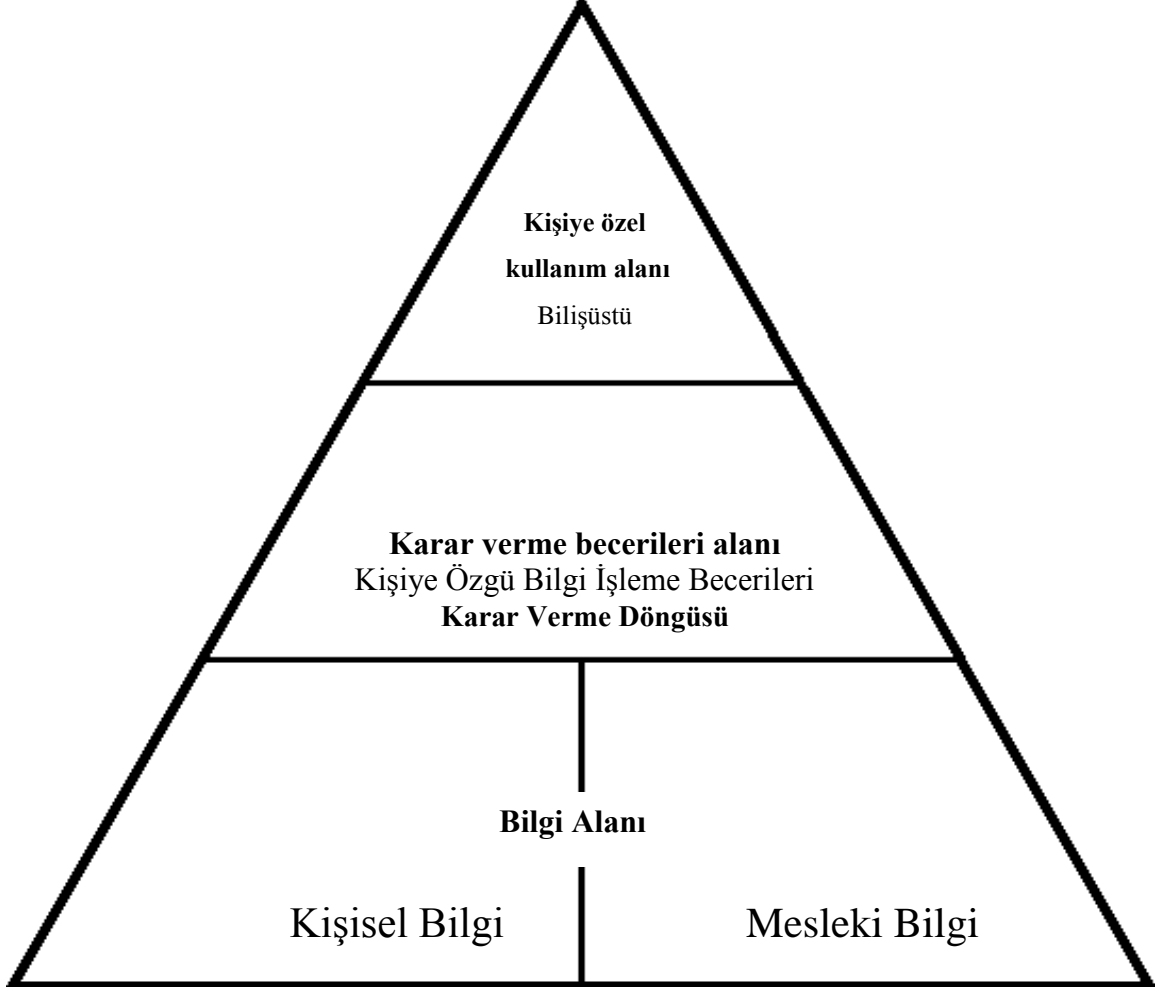 Kişiye özel
kullanım alanı
Bilişüstü
Karar verme becerileri alanı
Kişiye Özgü Bilgi İşleme Becerileri
Karar Verme Döngüsü
Bilgi Alanı
Kişisel Bilgi
Mesleki Bilgi